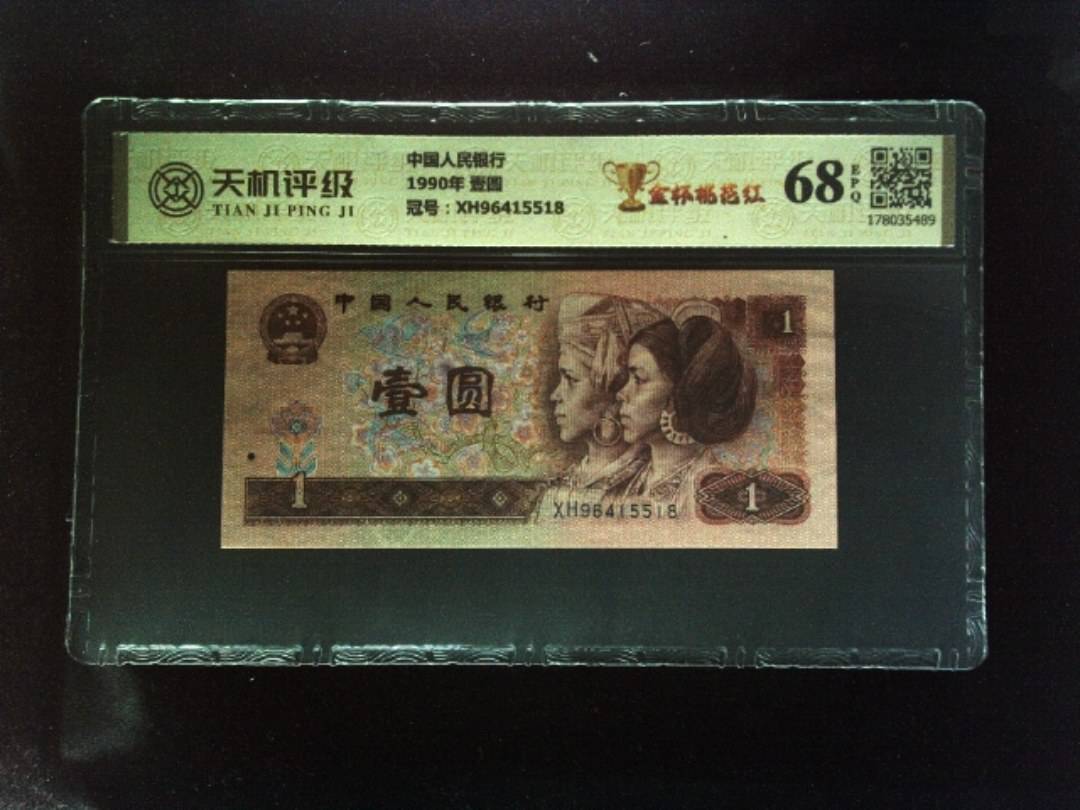 天机评级
TIAN JI PING JI
中国人民银行
1990年 壹圆
冠号：XH96415518
金杯桃花红
68
EPQ
178035489
中国人民银行
1
壹圆
1
XH96415518
1